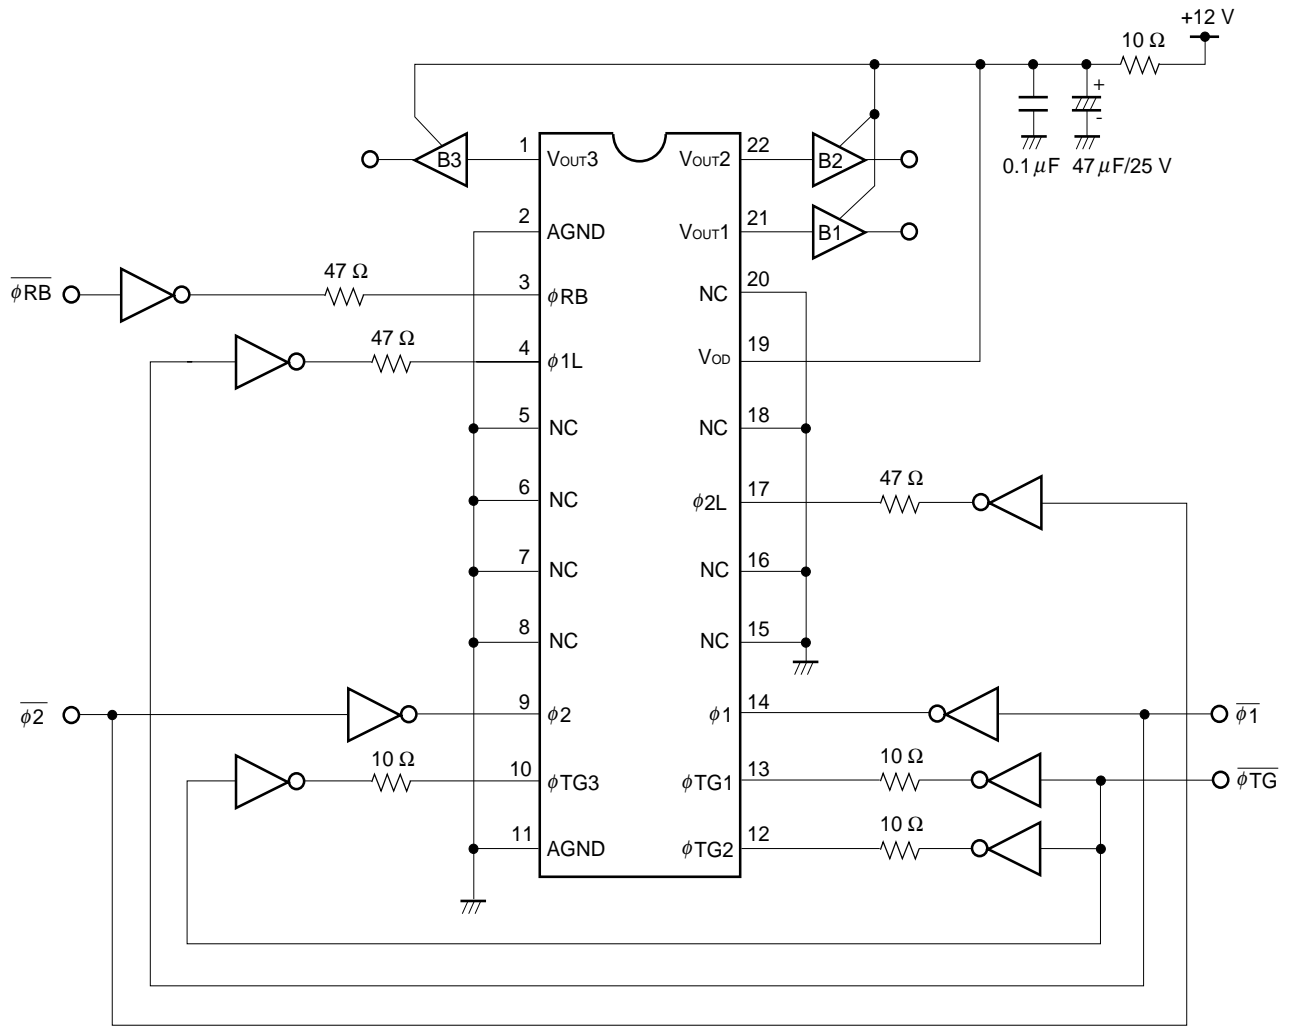 +12 V
10 Ω
+
-
0.1 μF 47 μF/25 V
B3 1 VOUT3 VOUT2 22 B2
2 AGND VOUT1 21 B1
φRB 47 Ω 3 φRB NC 20
47 Ω 4 φ1L VOD 19
5 NC NC 18
6 NC φ2L 17 47 Ω
7 NC NC 16
8 NC NC 15
φ2 9 φ2 φ1 14 φ1
10 Ω 10 φTG3 φTG1 13 10 Ω φTG
11 AGND φTG2 12 10 Ω